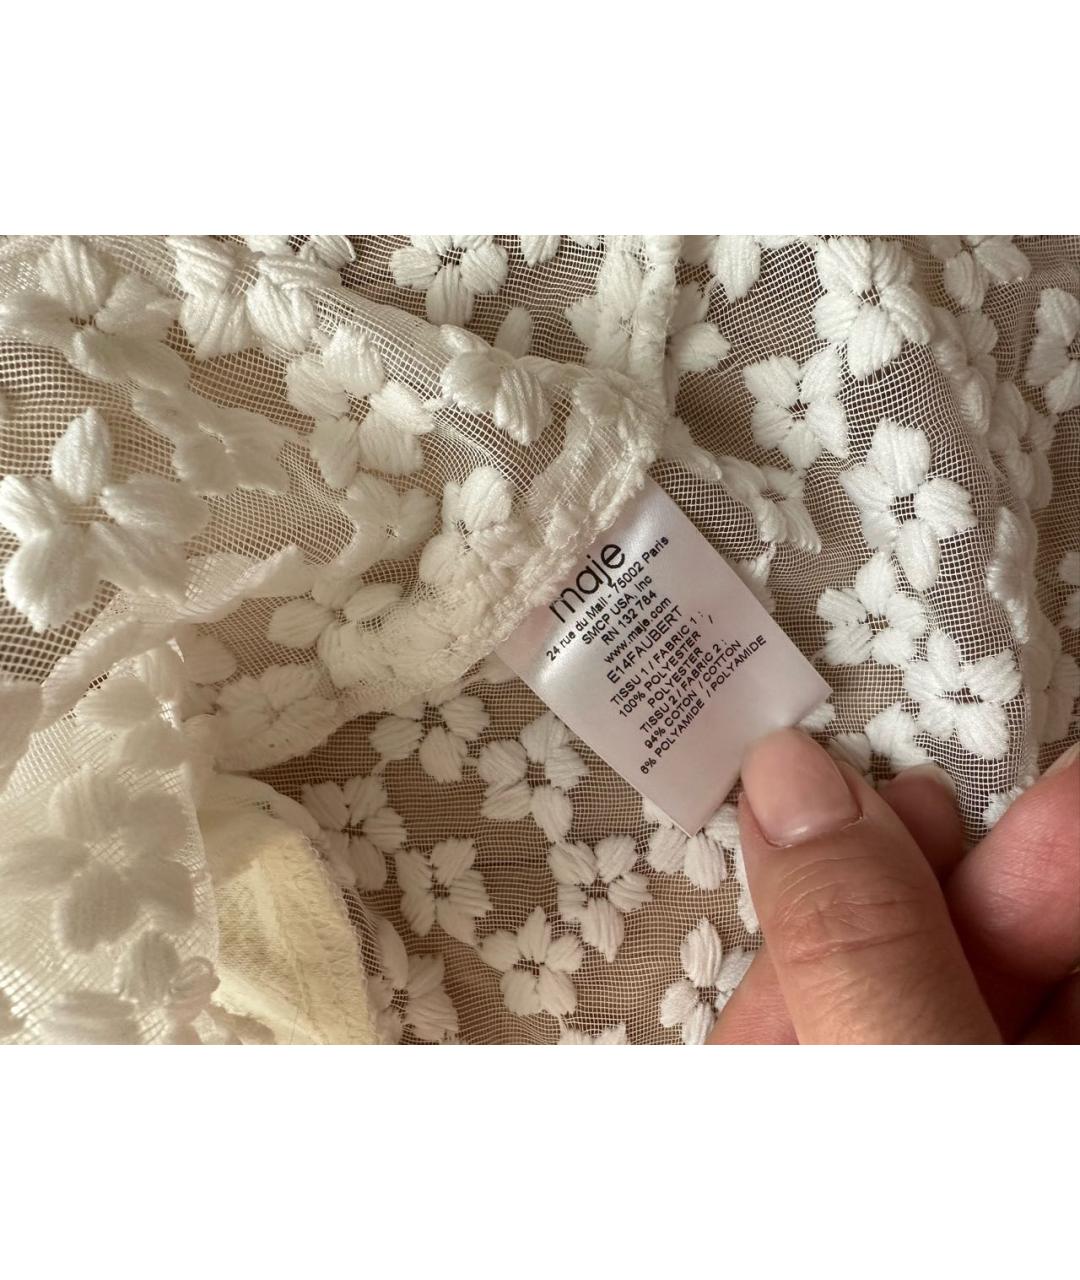 maje
24 rue du Mail - 75002 Paris
SMCP USA, Inc
RN 132 784
www.maje.com
E14FAUBERT
TISSU 1 / FABRIC 1 :
100% POLYESTER /
POLYESTER
TISSU 2 / FABRIC 2 :
94% COTON / COTTON
6% POLYAMIDE / POLYAMIDE